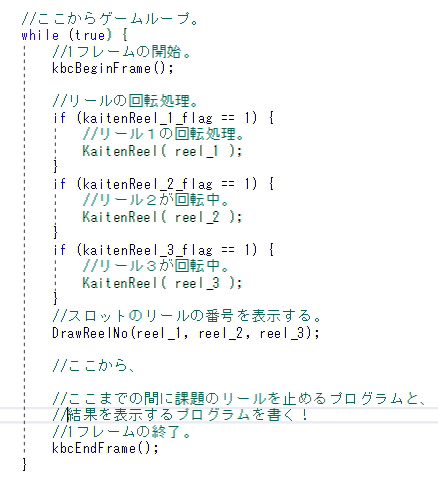 //ここからゲームループ。
while (true) {
//1フレームの開始。
kbcBeginFrame();
//リールの回転処理。
if (kaitenReel_1_flag == 1) {
//リール１の回転処理。
KaitenReel( reel_1 );
}
if (kaitenReel_2_flag == 1) {
//リール２が回転中。
KaitenReel( reel_2 );
}
if (kaitenReel_3_flag == 1) {
//リール３が回転中。
KaitenReel( reel_3 );
}
//スロットのリールの番号を表示する。
DrawReelNo(reel_1, reel_2, reel_3);
//ここから、
//ここまでの間に課題のリールを止めるプログラムと、
//結果を表示するプログラムを書く！
//1フレームの終了。
kbcEndFrame();
}